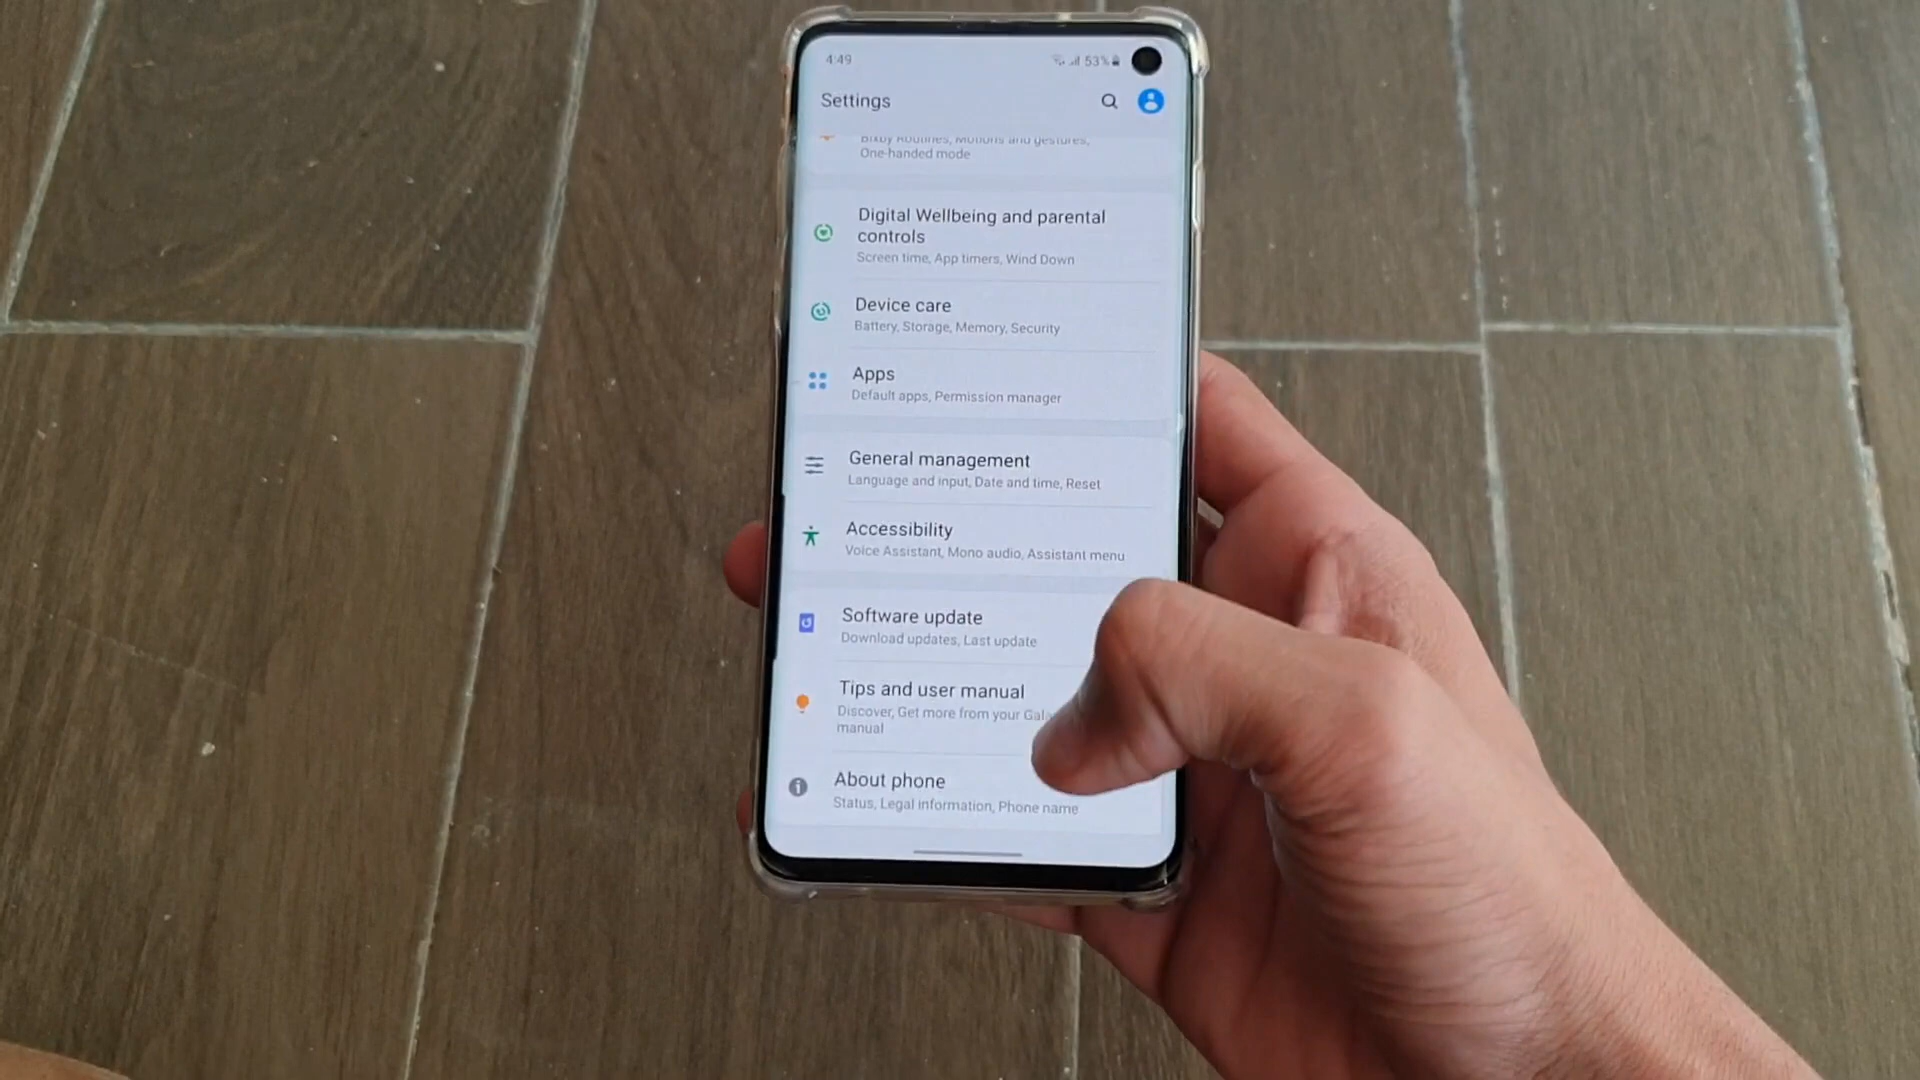 4:49
53%
Settings
Bixby Routines, Motions and gestures,
One-handed mode
Digital Wellbeing and parental
controls
Screen time, App timers, Wind Down
Device care
Battery, Storage, Memory, Security
Apps
Default apps, Permission manager
General management
Language and input, Date and time, Reset
Accessibility
Voice Assistant, Mono audio, Assistant menu
Software update
Download updates, Last update
Tips and user manual
Discover, Get more from your
manual
About phone
Status, Legal information, Phone name